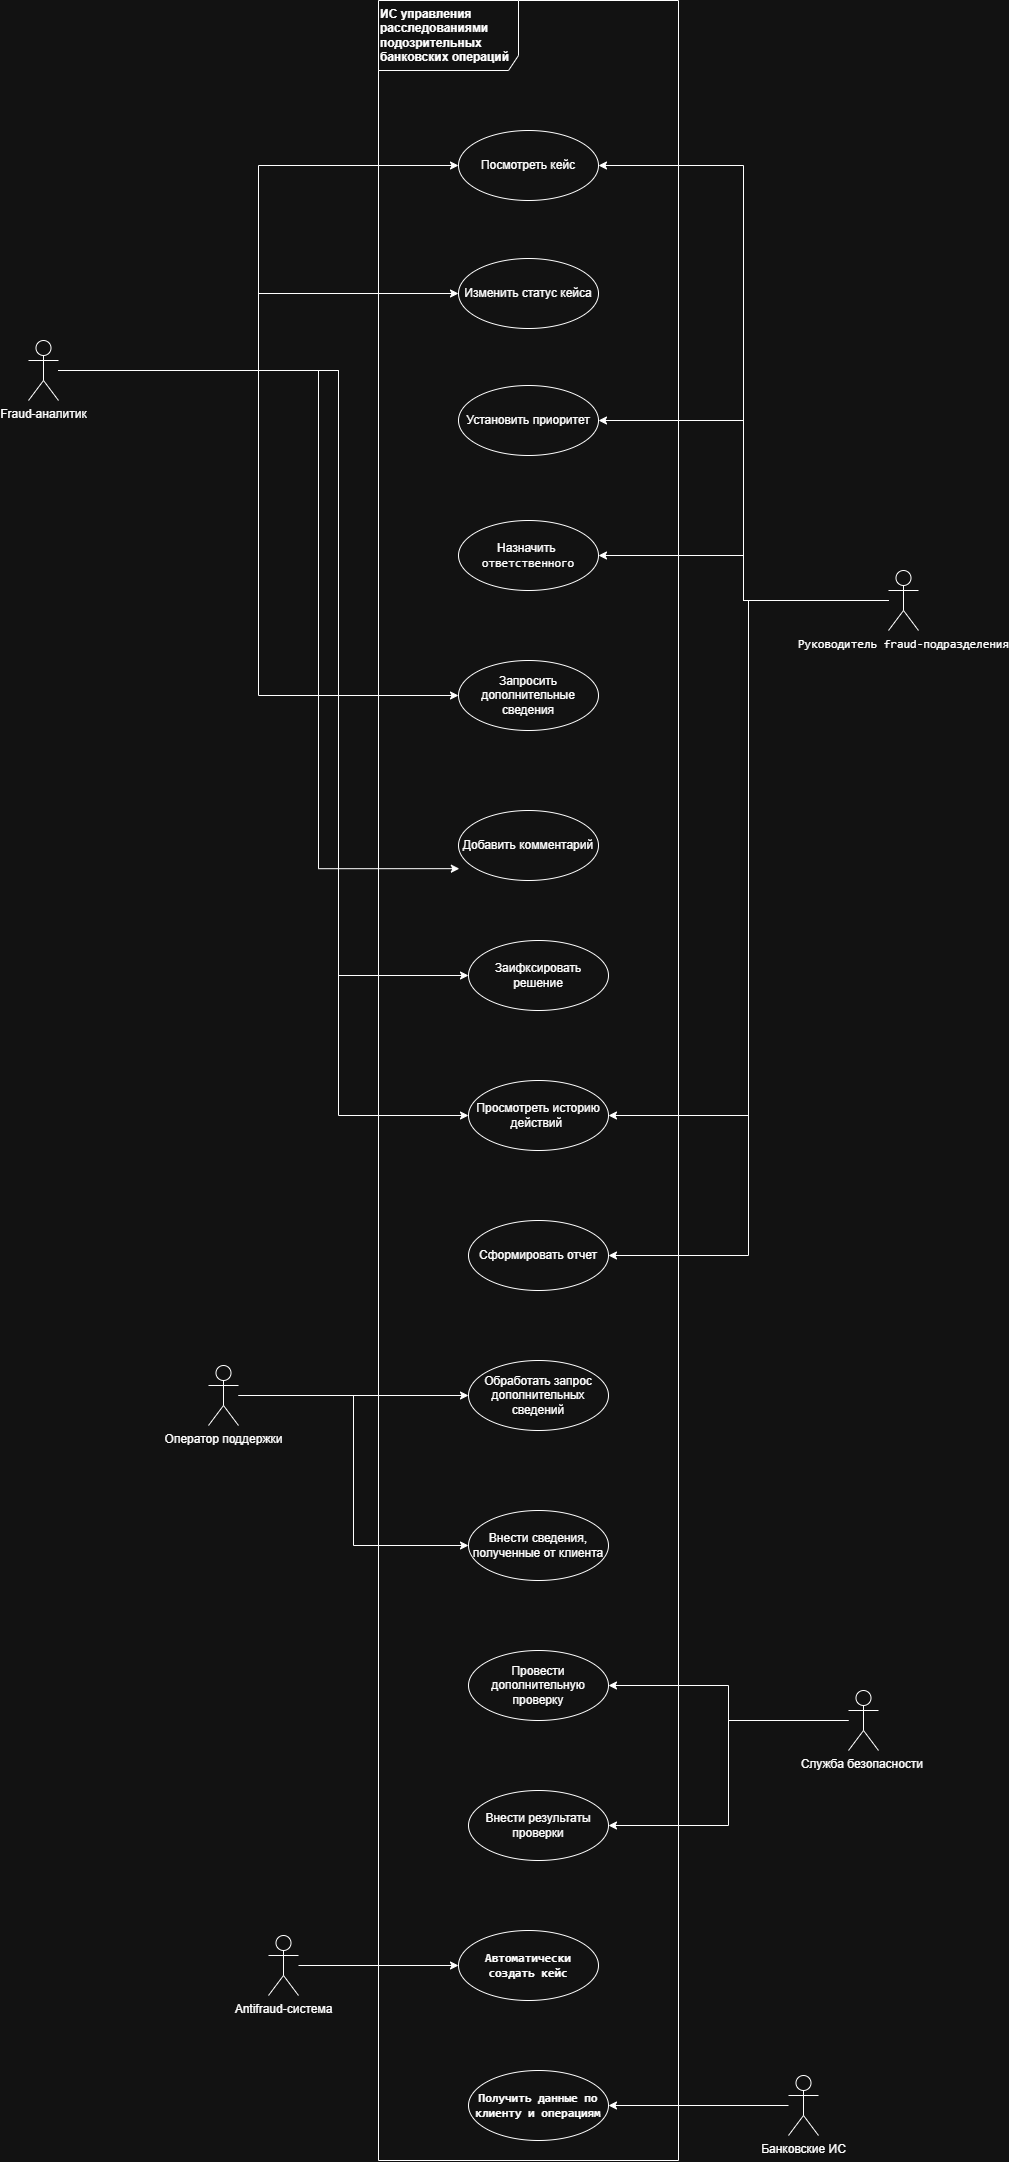 ИС управления
расследованиями
подозрительных
банковских операций
Посмотреть кейс
Изменить статус кейса
Fraud-аналитик
Установить приоритет
Назначить
ответственного
Руководитель fraud-подразделения
Запросить
дополнительные
сведения
Добавить комментарий
Заифксировать
решение
Просмотреть историю
действий
Сформировать отчет
Обработать запрос
дополнительных
сведений
Оператор поддержки
Внести сведения,
полученные от клиента
Провести
дополнительную
проверку
Служба безопасности
Внести результаты
проверки
Автоматически
создать кейс
Antifraud-система
Получить данные по
клиенту и операциям
Банковские ИС